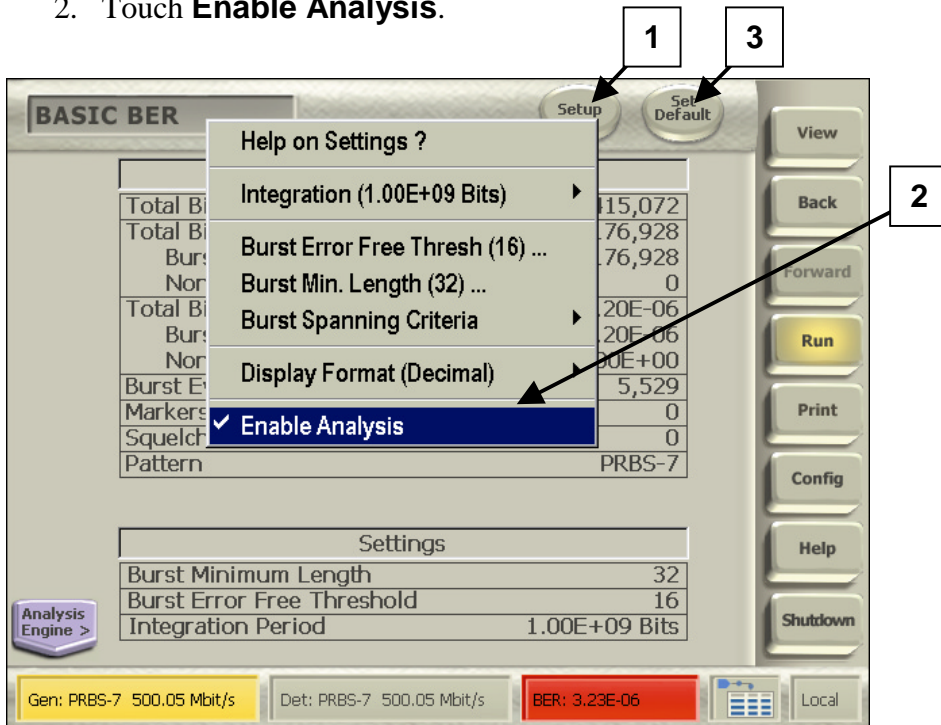 2. Touch Enable Analysis.
1 3
BASIC BER
Setup
Set
Default
View
Help on Settings ?
Integration (1.00E+09 Bits)
Burst Error Free Thresh (16) ...
Burst Min. Length (32) ...
Burst Spanning Criteria
Display Format (Decimal)
Enable Analysis
Total Bi 415,072
Total Bi 176,928
Burs 176,928
Nor 0
Total Bi .20E-06
Burs .20E-06
Nor 00E+00
Burst Ev 5,529
Markers 0
Squelch 0
Pattern PRBS-7
Back
2
Forward
Run
Print
Config
Help
Shutdown
Settings
Burst Minimum Length 32
Burst Error Free Threshold 16
Integration Period 1.00E+09 Bits
Analysis
Engine >
Gen: PRBS-7 500.05 Mbit/s
Det: PRBS-7 500.05 Mbit/s
BER: 3.23E-06
Local